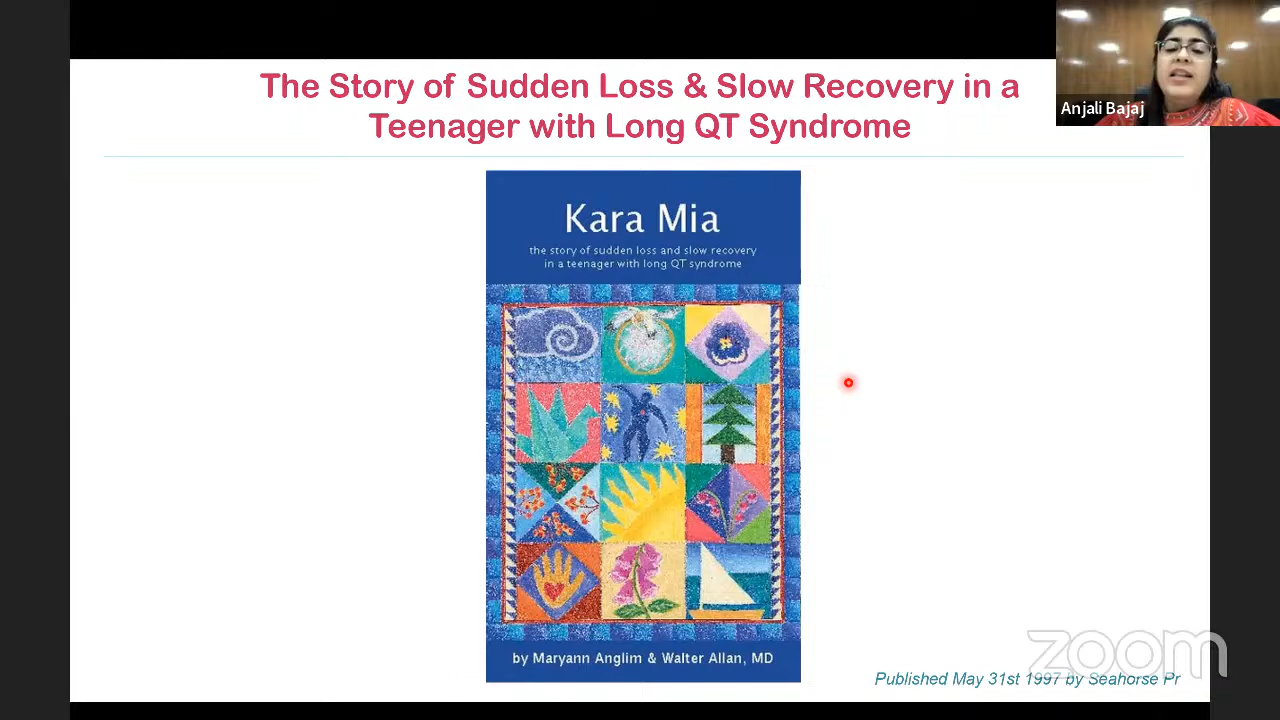 The Story of Sudden Loss & Slow Recovery in a
Teenager with Long QT Syndrome
Anjali Bajaj
Kara Mia
the story of sudden loss and slow recovery
in a teenager with long QT syndrome
by Maryann Anglim & Walter Allan, MD
zoom
Published May 31st 1997 by Seahorse Pr